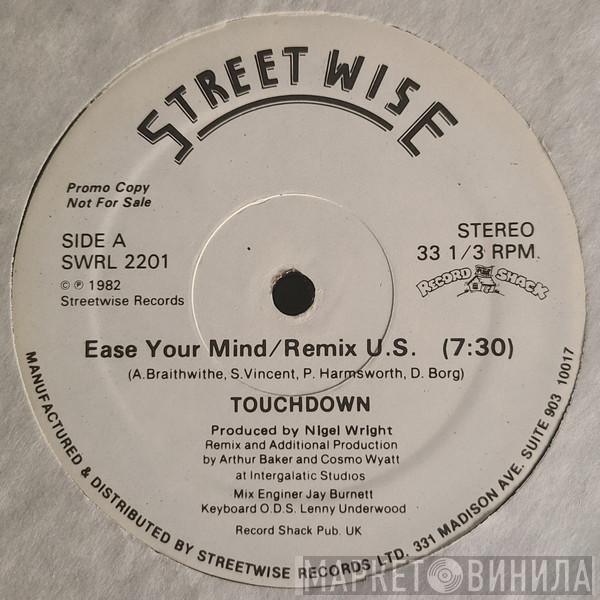 STREET WISE
Promo Copy
Not For Sale
SIDE A
SWRL 2201
© ℗ 1982
Streetwise Records
STEREO
33 1/3 RPM.
RECORD SHACK
Ease Your Mind/Remix U.S. (7:30)
(A.Braithwithe, S.Vincent, P. Harmsworth, D. Borg)
TOUCHDOWN
Produced by Nigel Wright
Remix and Additional Production
by Arthur Baker and Cosmo Wyatt
at Intergalatic Studios
Mix Enginer Jay Burnett
Keyboard O.D.S. Lenny Underwood
Record Shack Pub. UK
MANUFACTURED & DISTRIBUTED BY STREETWISE RECORDS LTD. 331 MADISON AVE. SUITE 903 10017
МАРКЕТ ВИНИЛА